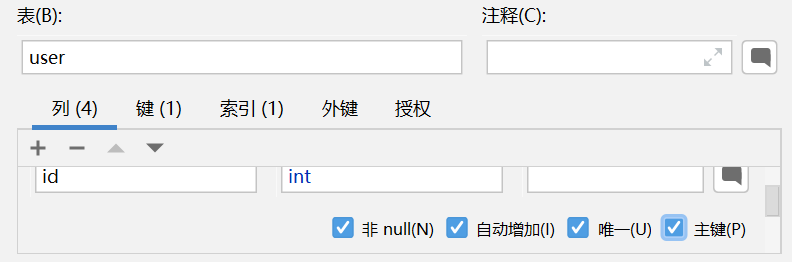 表(B): 注释(C):
user
列 (4) 键 (1) 索引 (1) 外键 授权
id int
非 null(N) 自动增加(I) 唯一(U) 主键(P)